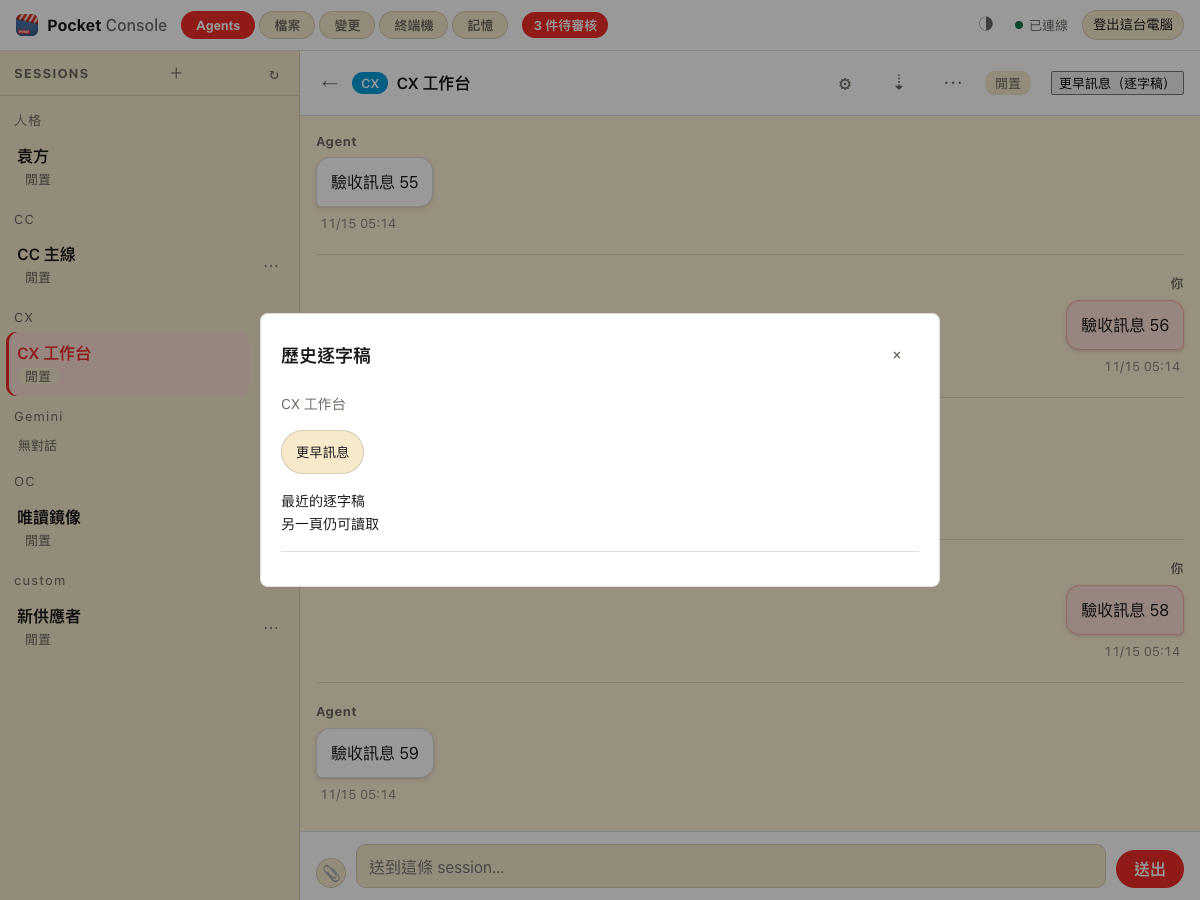 Pocket Console
Agents
檔案
變更
終端機
記憶
3 件待審核
已連線
登出這台電腦
SESSIONS
人格
袁方
閒置
CC
CC 主線
閒置
CX
CX 工作台
閒置
Gemini
無對話
OC
唯讀鏡像
閒置
custom
新供應者
閒置
CX
CX 工作台
閒置
更早訊息（逐字稿）
Agent
驗收訊息 55
11/15 05:14
你
驗收訊息 56
11/15 05:14
歷史逐字稿
CX 工作台
更早訊息
最近的逐字稿
另一頁仍可讀取
你
驗收訊息 58
11/15 05:14
Agent
驗收訊息 59
11/15 05:14
送到這條 session...
送出